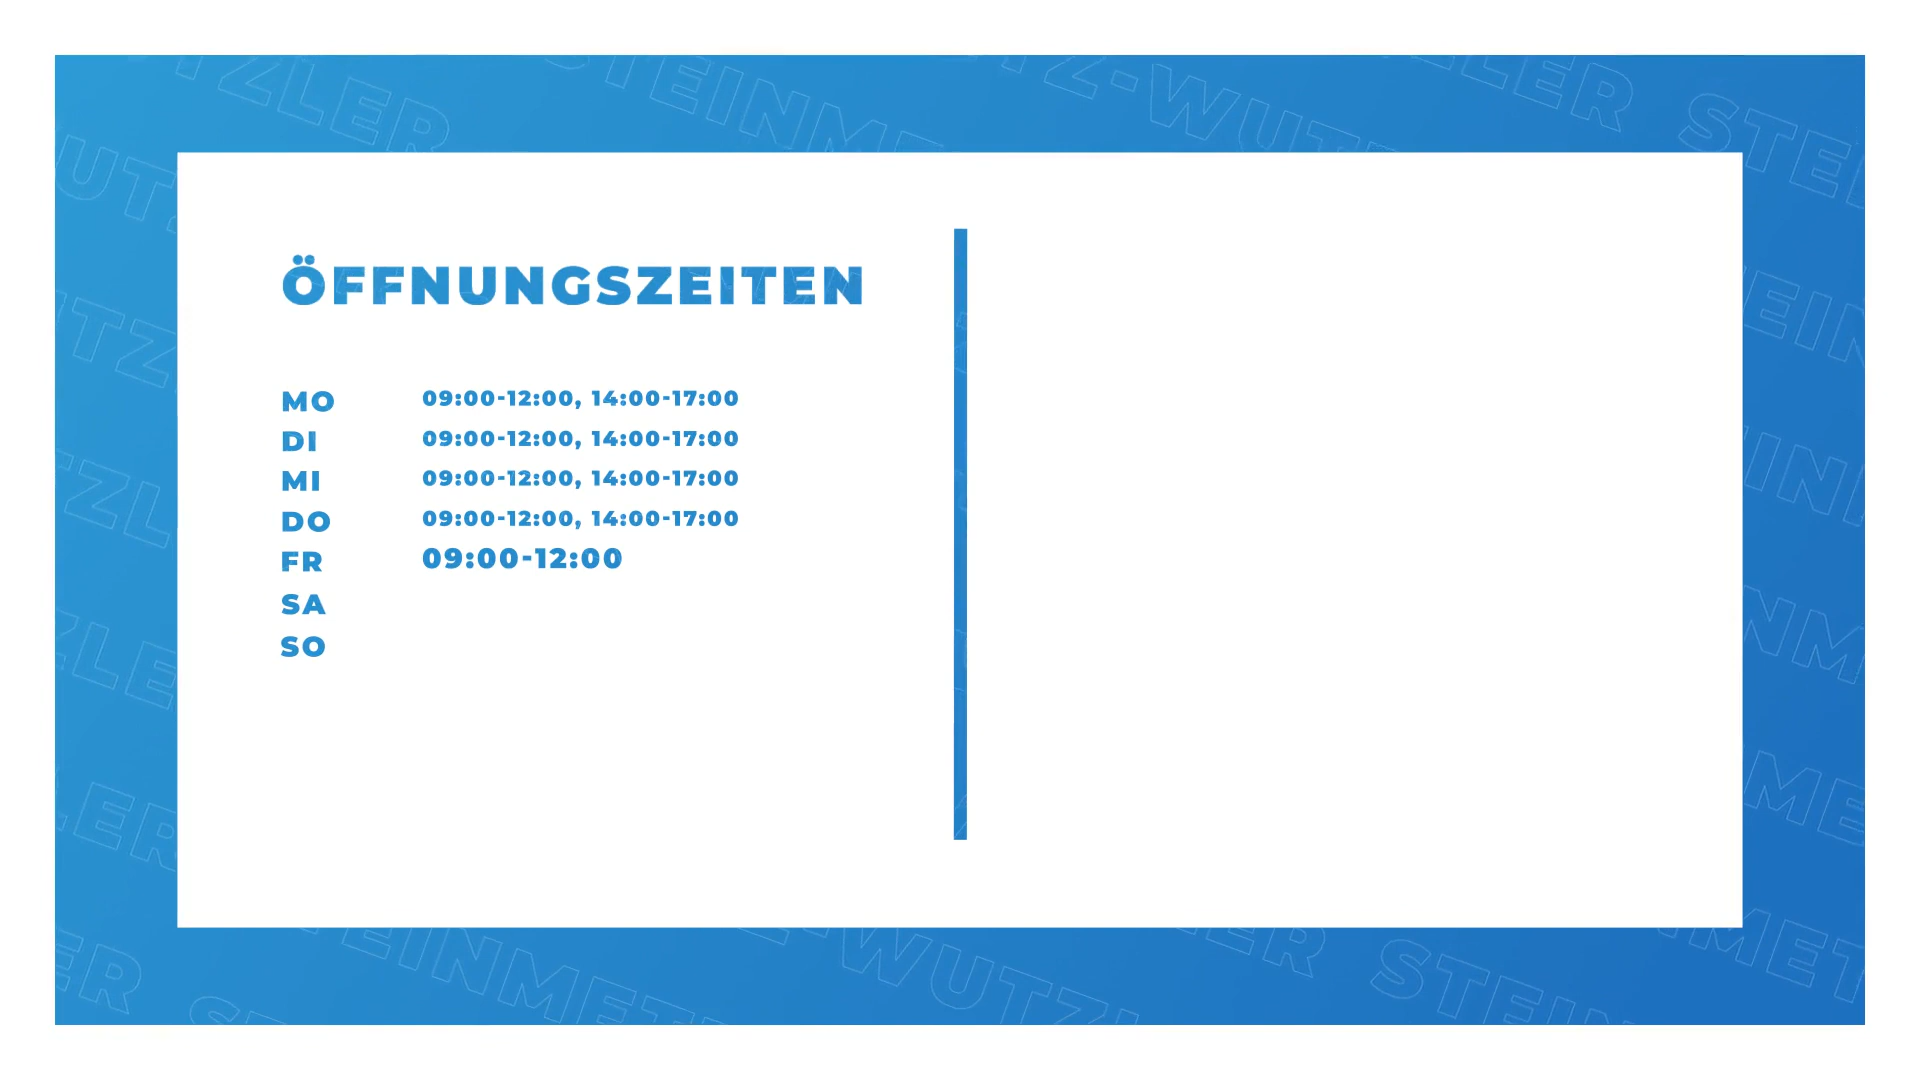 ÖFFNUNGSZEITEN
MO 09:00-12:00, 14:00-17:00
DI 09:00-12:00, 14:00-17:00
MI 09:00-12:00, 14:00-17:00
DO 09:00-12:00, 14:00-17:00
FR 09:00-12:00
SA
SO